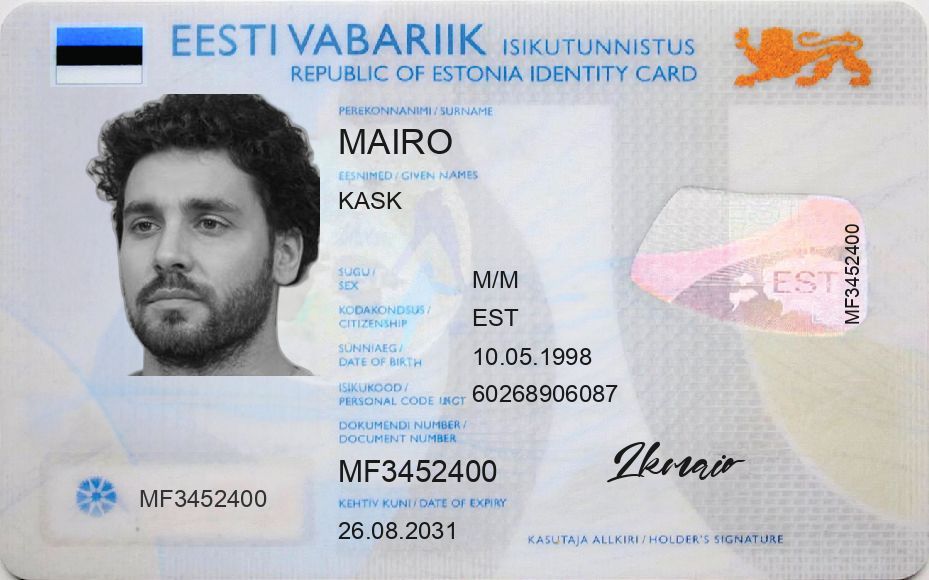 EESTI VABARIIK ISIKUTUNNISTUS
REPUBLIC OF ESTONIA IDENTITY CARD
PEREKONNANIMI / SURNAME
MAIRO
EESNIMED / GIVEN NAMES
KASK
SUGU /
SEX
M/M
KODAKONDSUS /
CITIZENSHIP
EST
SÜNNIAEG /
DATE OF BIRTH
10.05.1998
ISIKUKOOD /
PERSONAL CODE
60268906087
DOKUMENDI NUMBER /
DOCUMENT NUMBER
MF3452400
KEHTIV KUNI / DATE OF EXPIRY
26.08.2031
MF3452400
EST
MF3452400
KASUTAJA ALLKIRI / HOLDER'S SIGNATURE